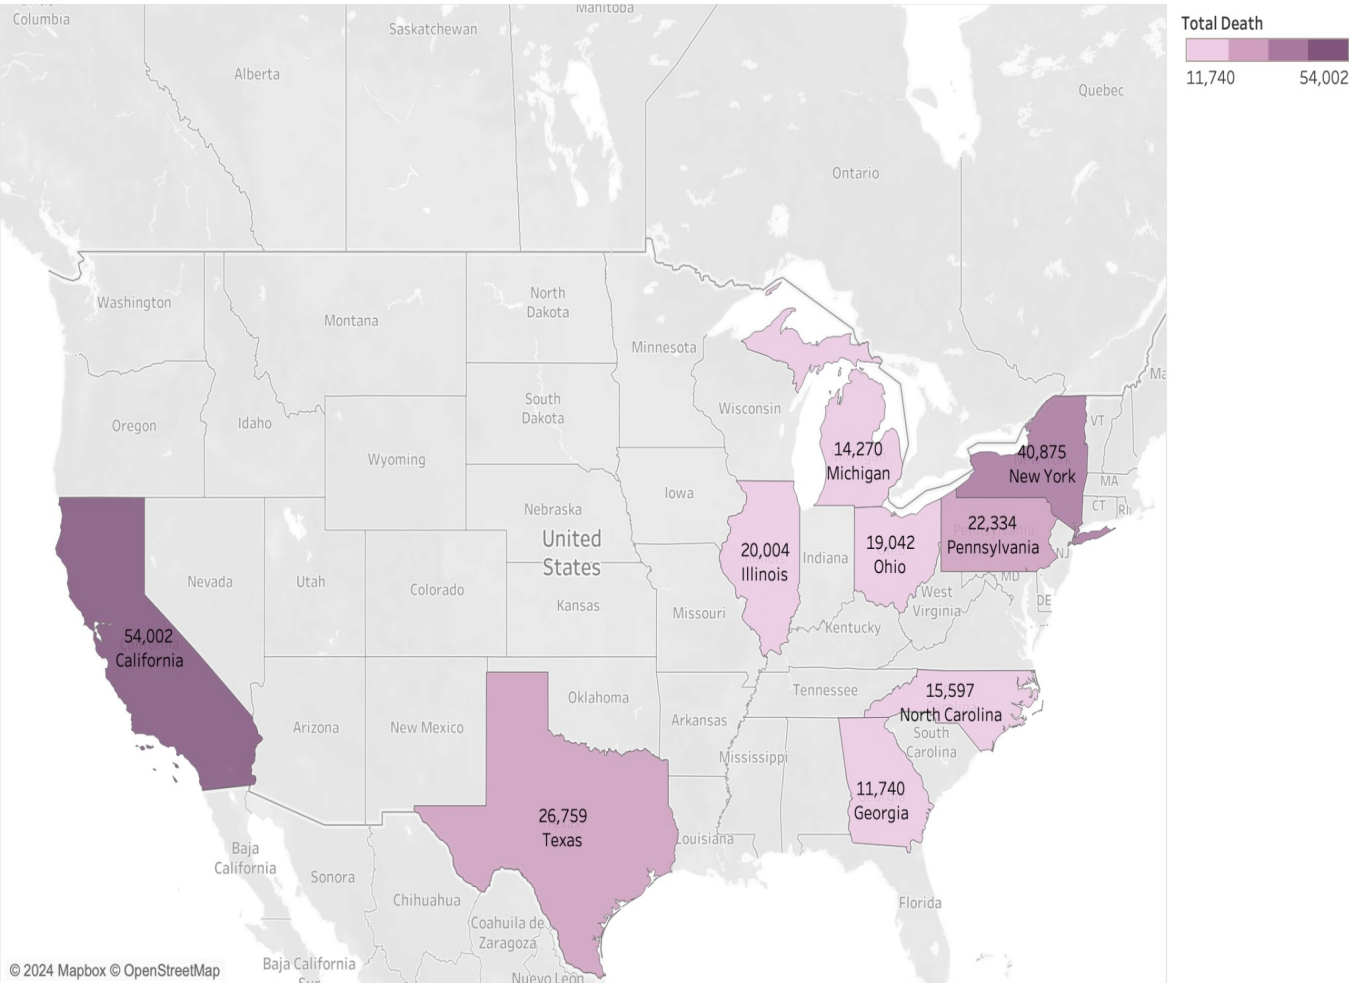 Columbia
Manitoba
Saskatchewan
Alberta
Quebec
Ontario
Total Death
11,740 54,002
Washington
Montana
North
Dakota
Minnesota
Oregon
Idaho
South
Dakota
Wisconsin
Wyoming
VT
MA
CT
14,270
Michigan
40,875
New York
Iowa
Nebraska
United
States
Nevada
Utah
Colorado
Kansas
Missouri
20,004
Illinois
Indiana
19,042
Ohio
22,334
Pennsylvania
NJ
MD
DE
West
Virginia
Kentucky
54,002
California
Arizona
New Mexico
Oklahoma
Arkansas
Tennessee
15,597
North Carolina
South
Carolina
Mississippi
11,740
Georgia
26,759
Texas
Louisiana
Florida
Baja
California
Sonora
Chihuahua
Coahuila de
Zaragoza
Nuevo León
Baja California
Sur
© 2024 Mapbox © OpenStreetMap